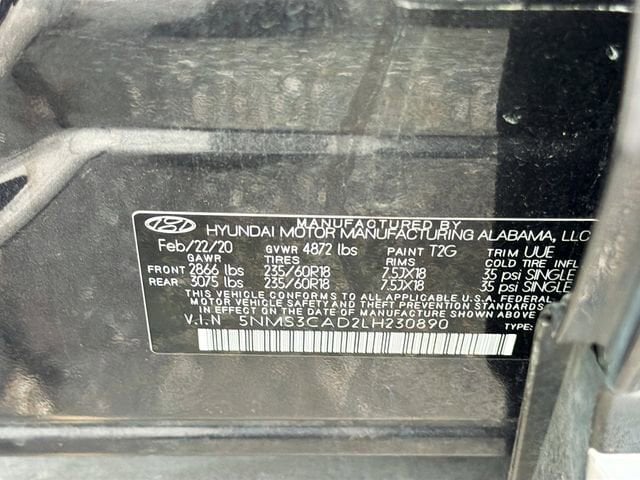 MANUFACTURED BY
HYUNDAI MOTOR MANUFACTURING ALABAMA, LLC
Feb/22/20 GVWR 4872 lbs PAINT T2G TRIM UUE
GAWR TIRES RIMS COLD TIRE INFL
FRONT 2866 lbs 235/60R18 7.5JX18 35 psi SINGLE
REAR 3075 lbs 235/60R18 7.5JX18 35 psi SINGLE
THIS VEHICLE CONFORMS TO ALL APPLICABLE FEDERAL
MOTOR VEHICLE SAFETY, BUMPER, AND THEFT PREVENTION STANDARDS
IN EFFECT ON THE DATE OF MANUFACTURE SHOWN ABOVE
V.I.N 5NMS3CAD2LH230890 TYPE: